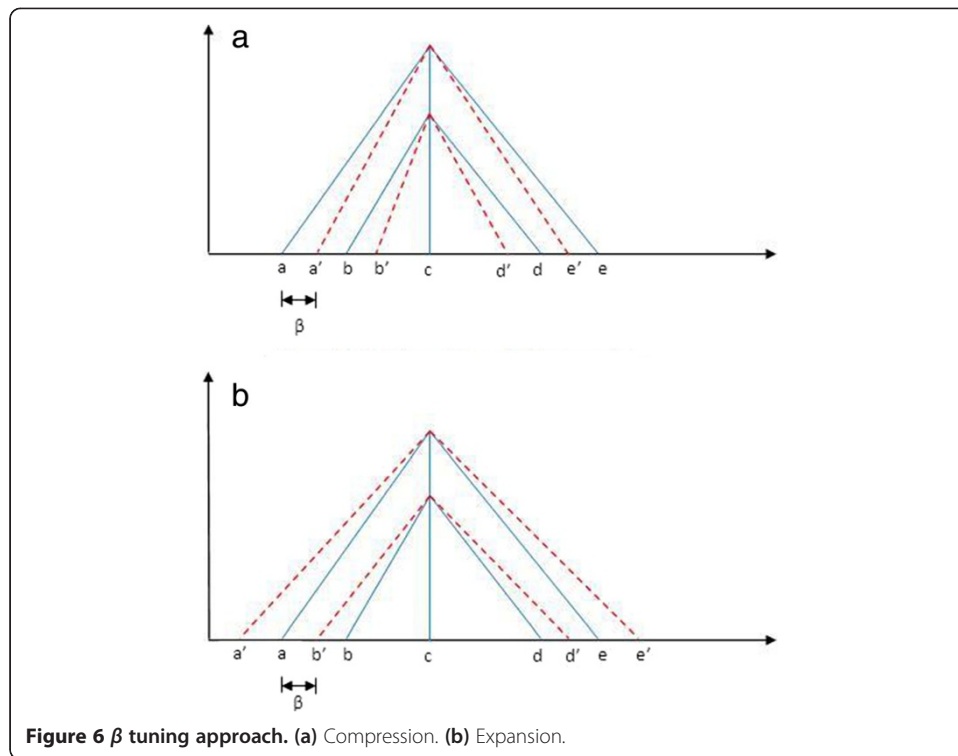 a
a a' b b' c d' d e' e
β
b
a' a b' b c d d' e e'
β
Figure 6 β tuning approach. (a) Compression. (b) Expansion.